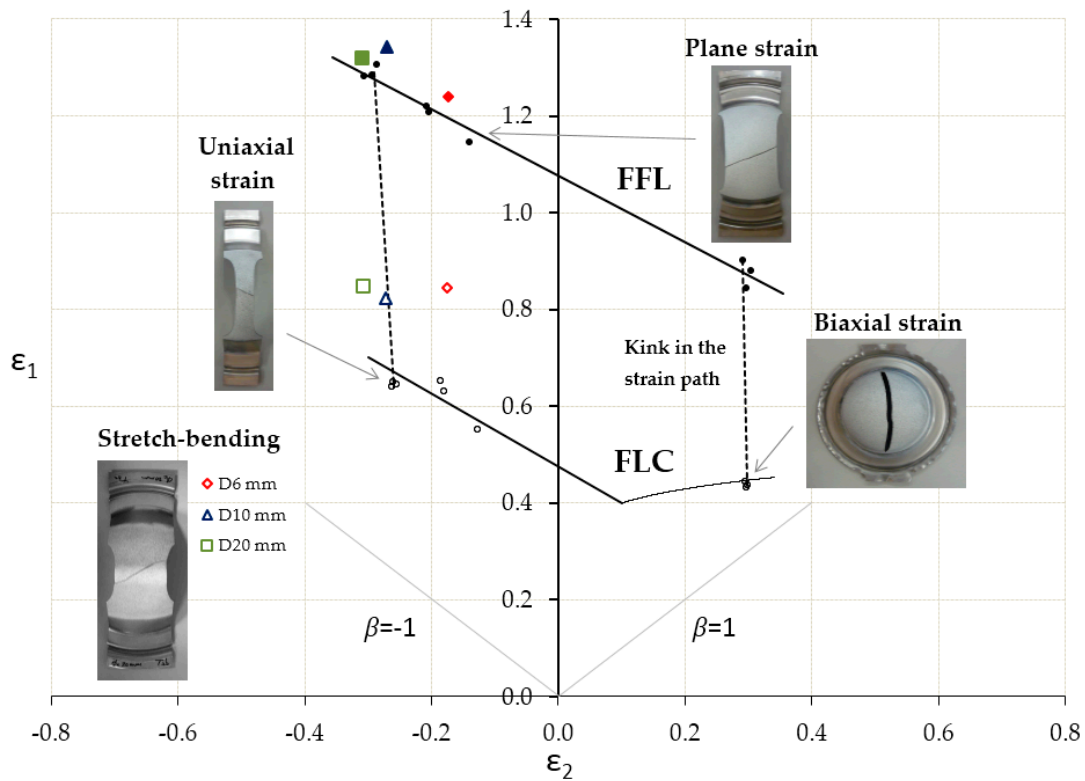 1.4
1.2
1.0
0.8
0.6
0.4
0.2
0.0
ε1
-0.8
-0.6
-0.4
-0.2
0.0
0.2
0.4
0.6
0.8
ε2
Plane strain
Uniaxial
strain
FFL
Biaxial strain
Kink in the
strain path
FLC
Stretch-bending
D6 mm
D10 mm
D20 mm
β=-1
β=1